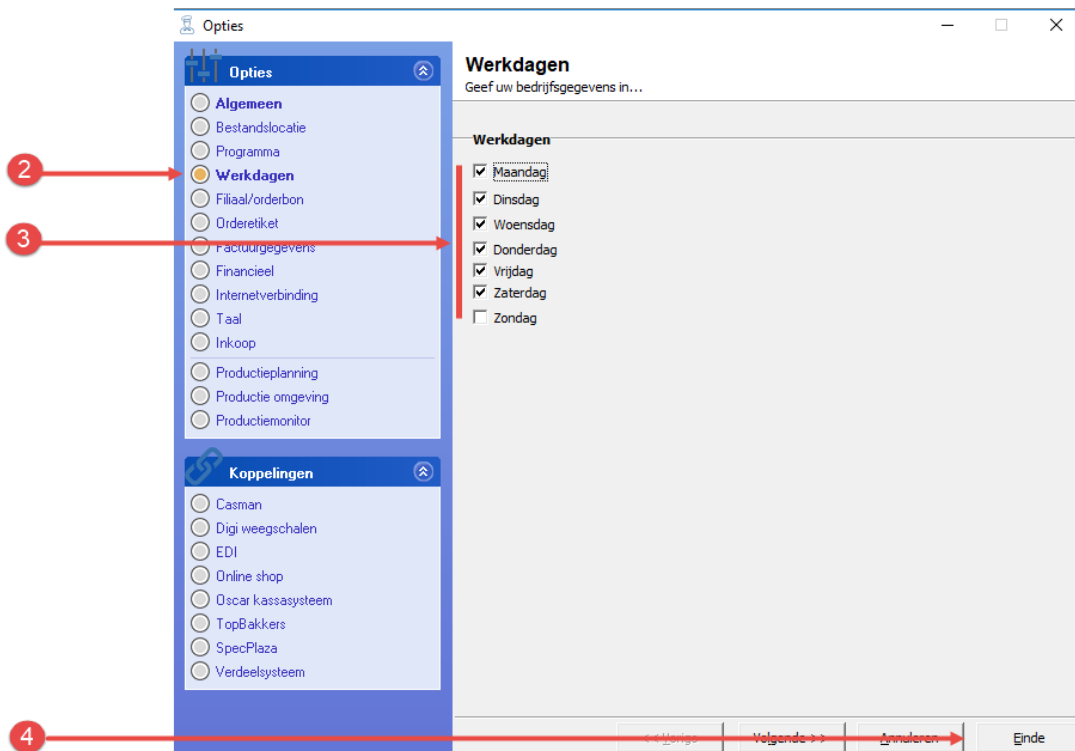 Opties
Opties
Algemeen
Bestandslocatie
Programma
Werkdagen
Filiaal/orderbon
Orderetiket
Factuurgegevens
Financieel
Internetverbinding
Taal
Inkoop
Productieplanning
Productie omgeving
Productiemonitor
Koppelingen
Casman
Digi weegschalen
EDI
Online shop
Oscar kassasysteem
TopBakkers
SpecPlaza
Verdeelsysteem
Werkdagen
Geef uw bedrijfsgegevens in...
Werkdagen
Maandag
Dinsdag
Woensdag
Donderdag
Vrijdag
Zaterdag
Zondag
2
3
4
<< Vorige Volgende >> Annuleren Einde